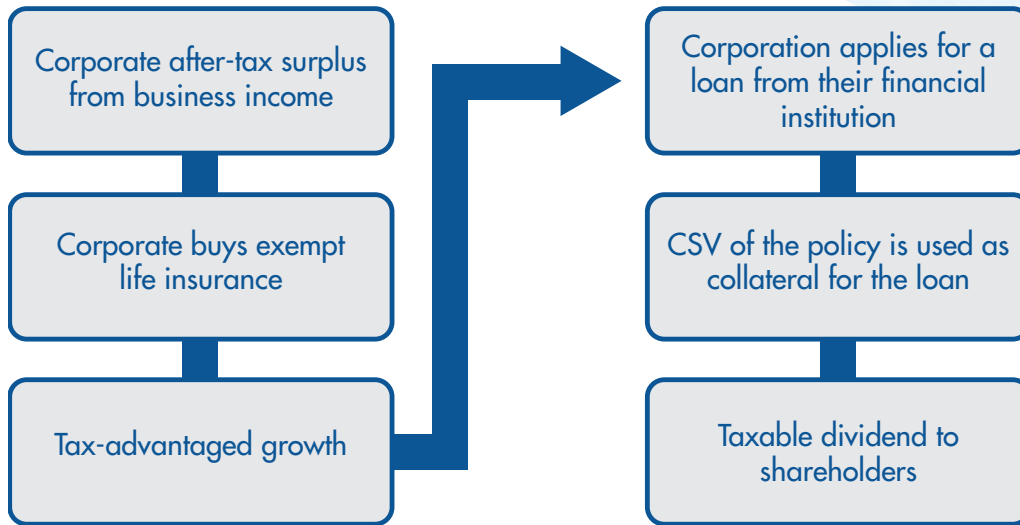 Corporate after-tax surplus
from business income
Corporate buys exempt
life insurance
Tax-advantaged growth
Corporation applies for a
loan from their financial
institution
CSV of the policy is used as
collateral for the loan
Taxable dividend to
shareholders